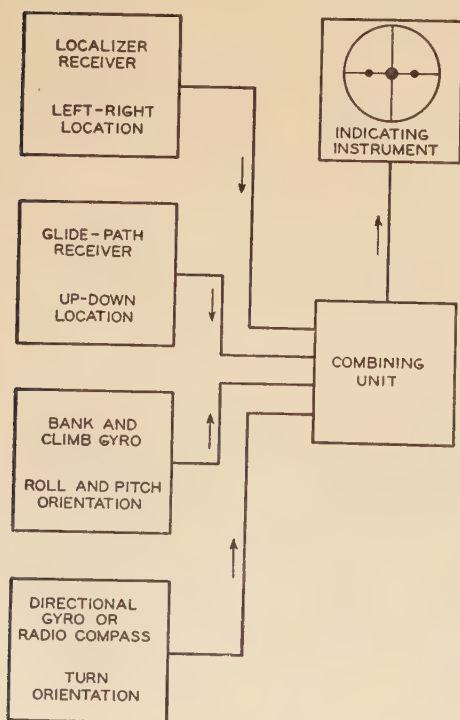 LOCALIZER
RECEIVER
LEFT-RIGHT
LOCATION
GLIDE-PATH
RECEIVER
UP-DOWN
LOCATION
BANK AND
CLIMB GYRO
ROLL AND PITCH
ORIENTATION
DIRECTIONAL
GYRO OR
RADIO COMPASS
TURN
ORIENTATION
INDICATING
INSTRUMENT
COMBINING
UNIT